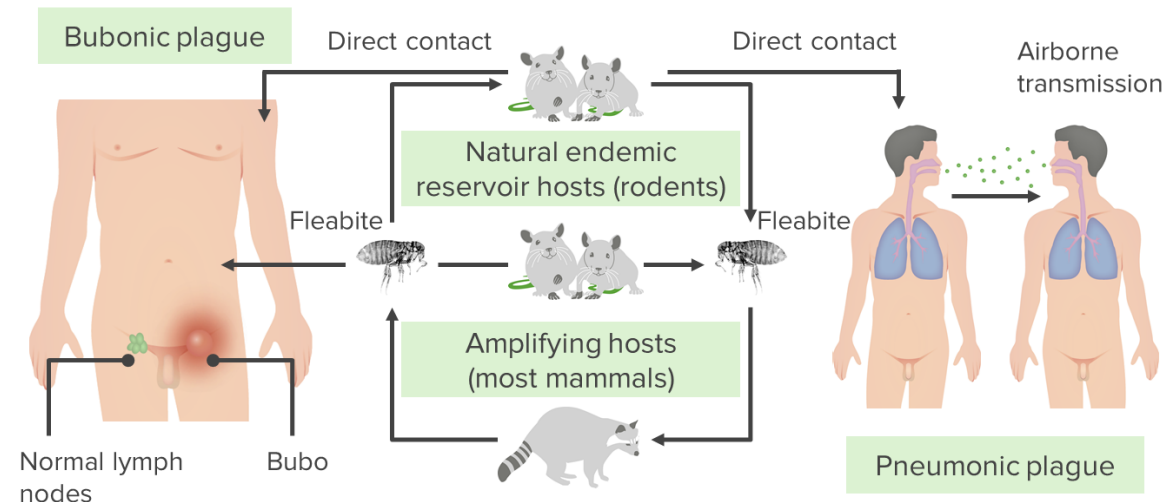 Bubonic plague
Direct contact
Direct contact
Airborne
transmission
Natural endemic
reservoir hosts (rodents)
Fleabite
Fleabite
Amplifying hosts
(most mammals)
Normal lymph
nodes
Bubo
Pneumonic plague